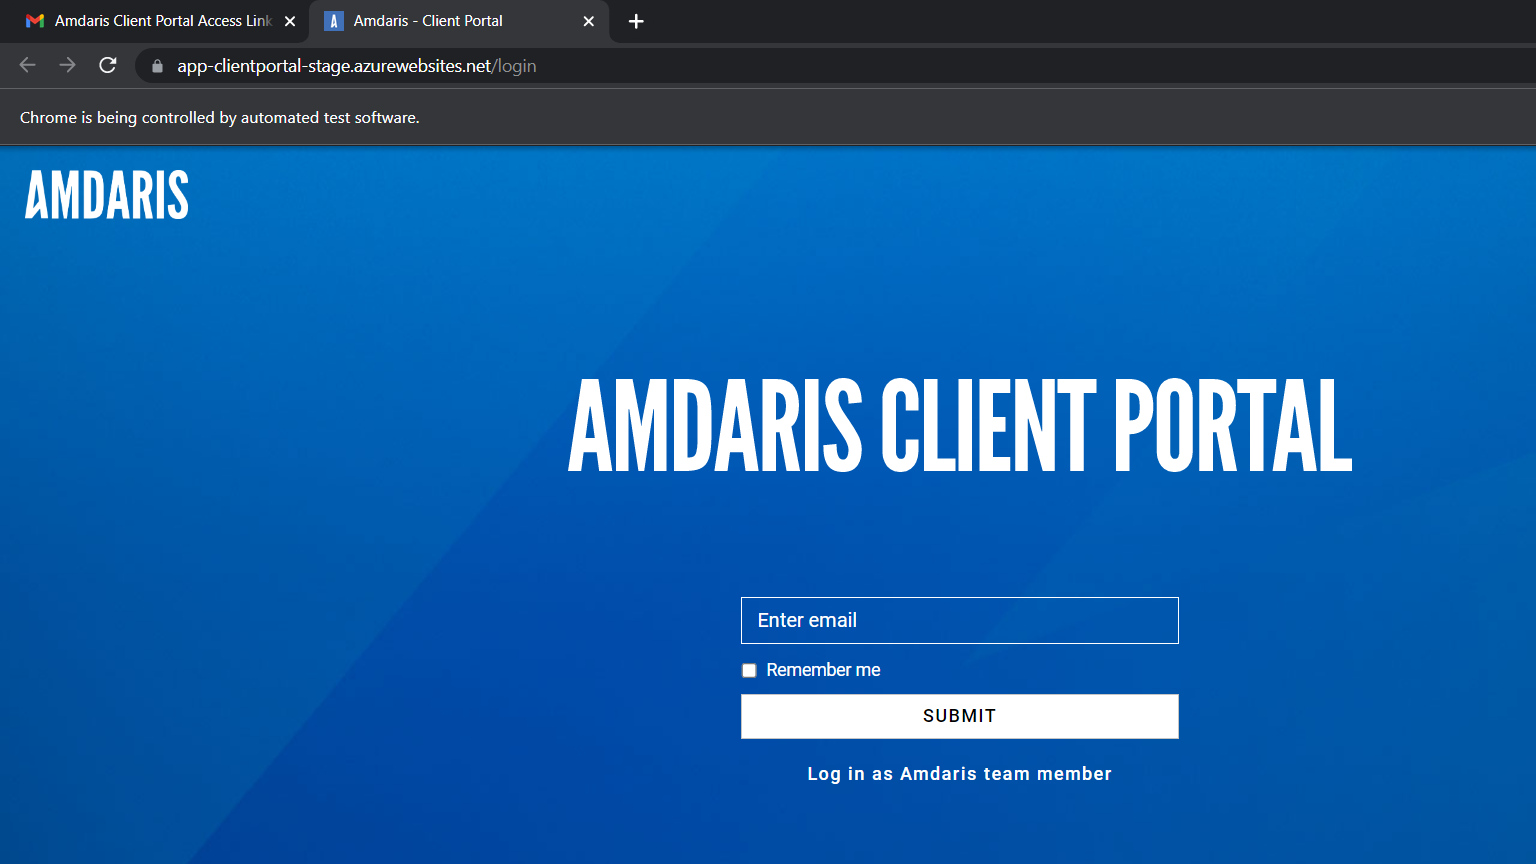 Amdaris Client Portal Access Link
Amdaris - Client Portal
app-clientportal-stage.azurewebsites.net/login
Chrome is being controlled by automated test software.
AMDARIS
AMDARIS CLIENT PORTAL
Enter email
Remember me
SUBMIT
Log in as Amdaris team member